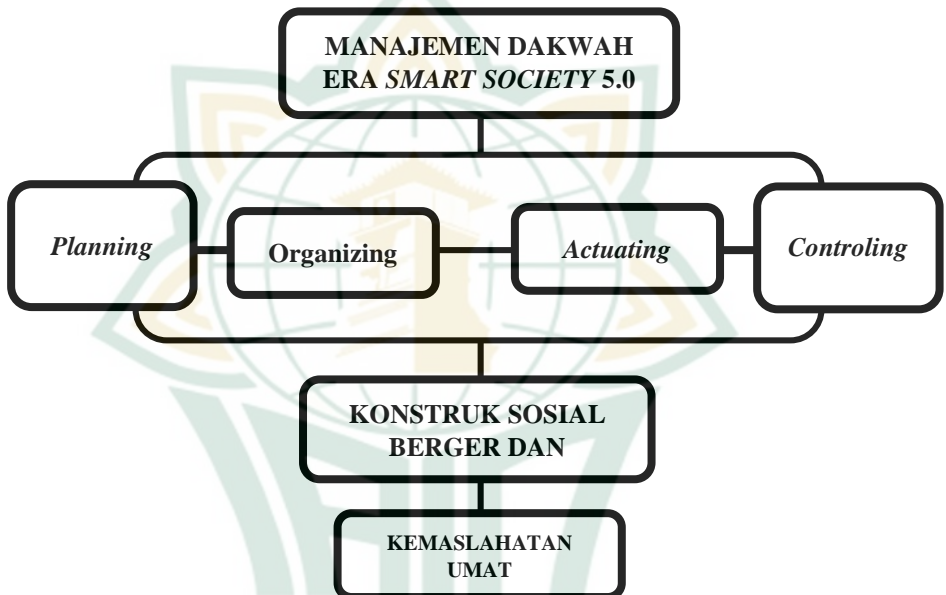 MANAJEMEN DAKWAH
ERA SMART SOCIETY 5.0
Planning
Organizing
Actuating
Controling
KONSTRUK SOSIAL
BERGER DAN
KEMASLAHATAN
UMAT